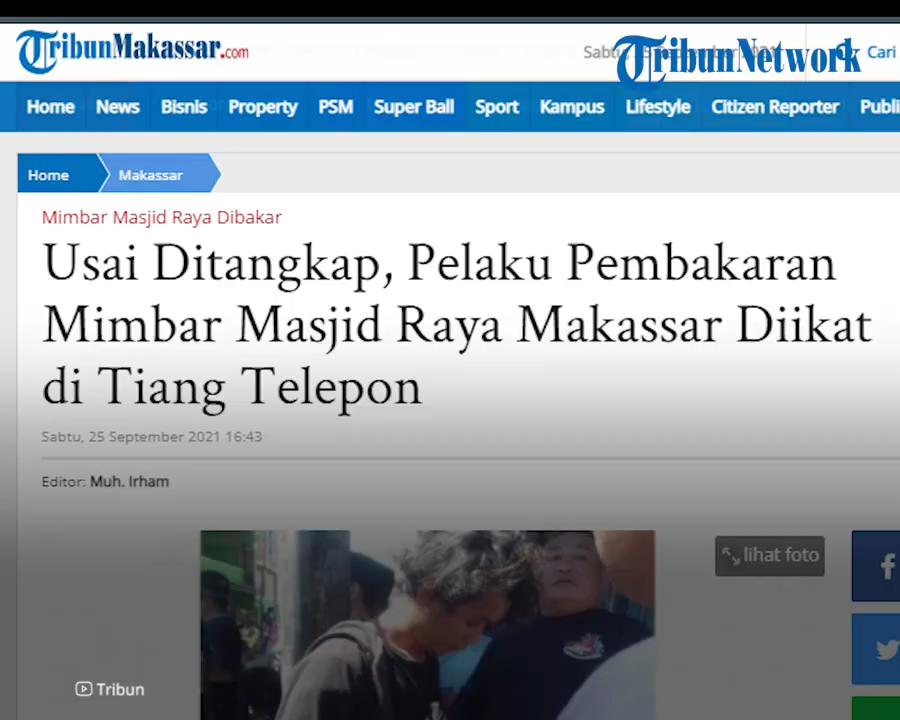 TribunMakassar.com
TribunNetwork
Cari
Home News Bisnis Property PSM Super Ball Sport Kampus Lifestyle Citizen Reporter Publi
Home Makassar
Mimbar Masjid Raya Dibakar
Usai Ditangkap, Pelaku Pembakaran
Mimbar Masjid Raya Makassar Diikat
di Tiang Telepon
Sabtu, 25 September 2021 16:43
Editor: Muh. Irham
lihat foto
Tribun